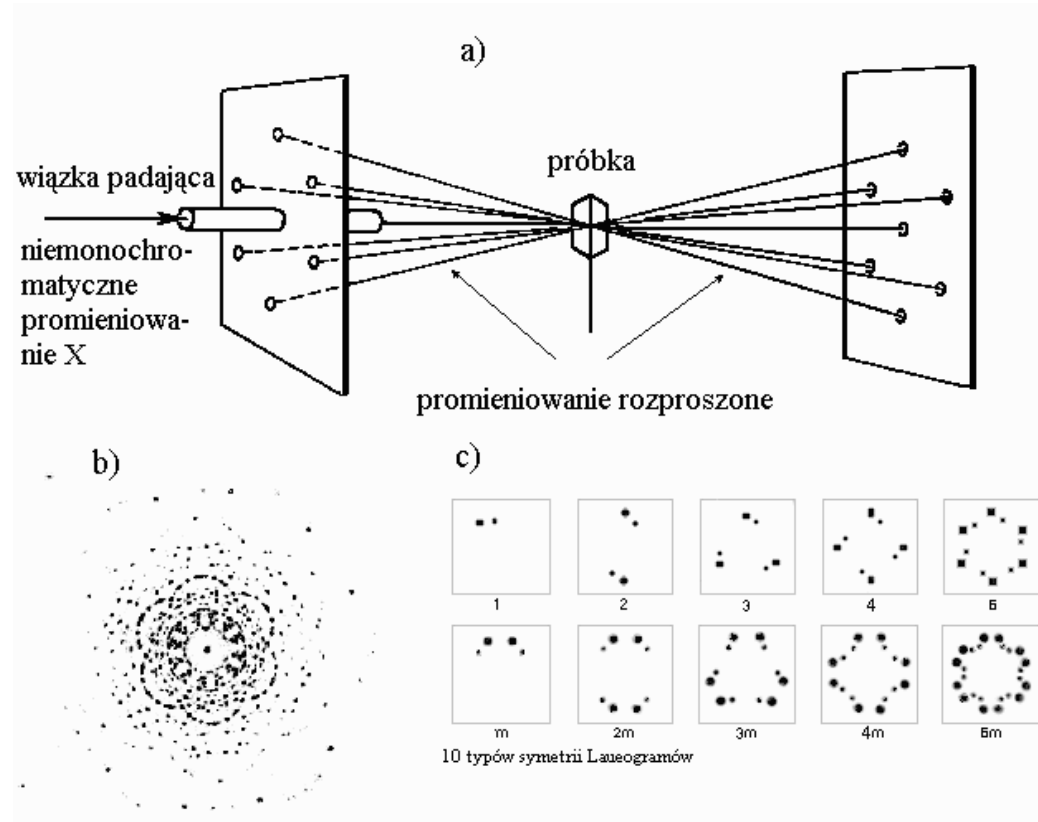 a)
próbka
wiązka padająca
niemonochro-
matyczne
promieniowa-
nie X
promieniowanie rozproszone
b)
c)
1
2
3
4
6
m
2m
3m
4m
6m
10 typów symetrii Laueogramów